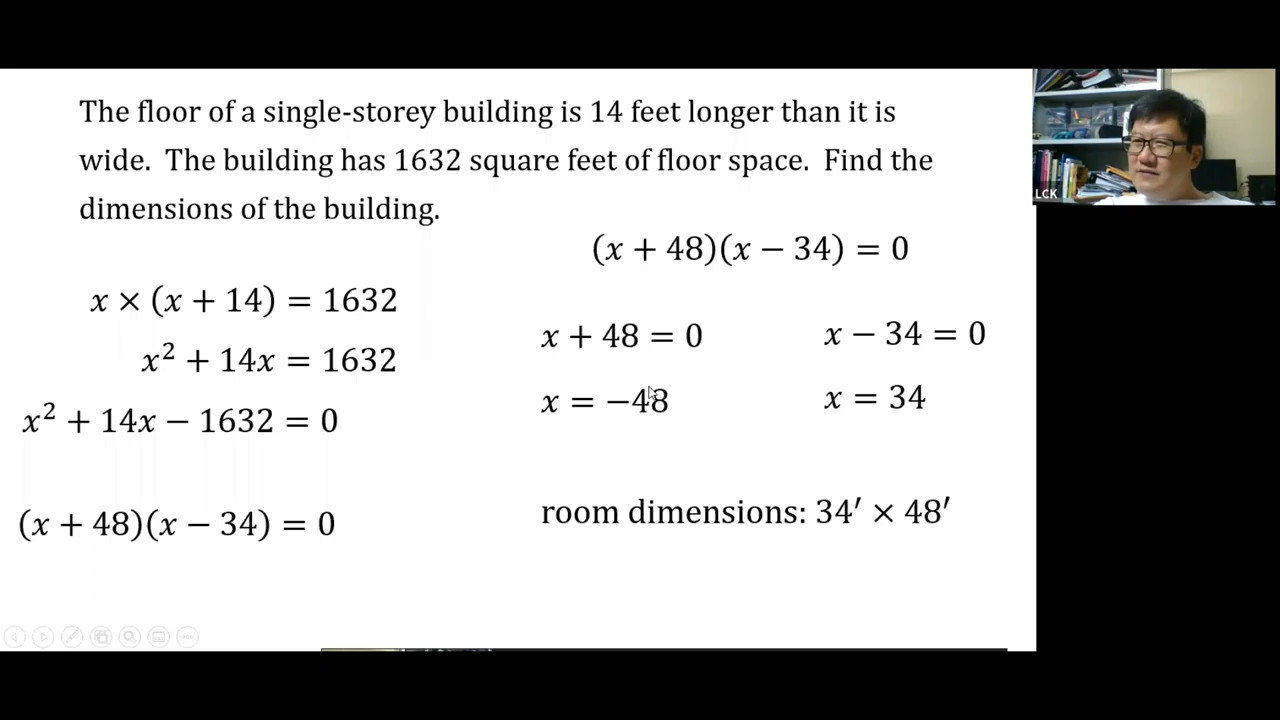 The floor of a single-storey building is 14 feet longer than it is
wide. The building has 1632 square feet of floor space. Find the
dimensions of the building.
x × (x + 14) = 1632
x² + 14x = 1632
x² + 14x − 1632 = 0
(x + 48)(x − 34) = 0
(x + 48)(x − 34) = 0
x + 48 = 0
x = −48
x − 34 = 0
x = 34
room dimensions: 34′ × 48′
LCK